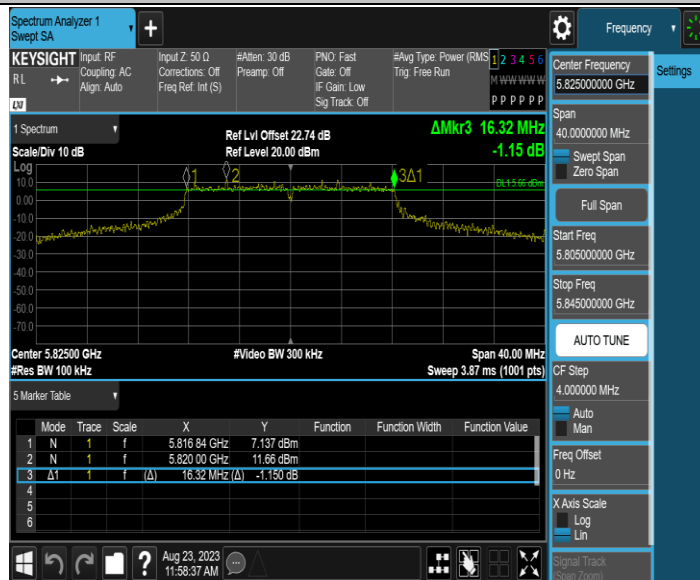 Spectrum Analyzer 1
Swept SA
+
Frequency
KEYSIGHT
RL
LXI
Input: RF
Coupling: AC
Align: Auto
Input Z: 50 Ω
Corrections: Off
Freq Ref: Int (S)
#Atten: 30 dB
Preamp: Off
PNO: Fast
Gate: Off
IF Gain: Low
Sig Track: Off
#Avg Type: Power (RMS
Trig: Free Run
1 2 3 4 5 6
M W W W W W
P P P P P P
Center Frequency
5.825000000 GHz
Settings
Span
40.0000000 MHz
Swept Span
Zero Span
Full Span
Start Freq
5.805000000 GHz
Stop Freq
5.845000000 GHz
AUTO TUNE
CF Step
4.000000 MHz
Auto
Man
Freq Offset
0 Hz
X Axis Scale
Log
Lin
Signal Track
(Span Zoom)
1 Spectrum
Scale/Div 10 dB
Ref Lvl Offset 22.74 dB
Ref Level 20.00 dBm
ΔMkr3 16.32 MHz
-1.15 dB
Log
10.0
0.00
-10.0
-20.0
-30.0
-40.0
-50.0
-60.0
-70.0
1
2
3Δ1
DL1 5.66 dBm
Center 5.82500 GHz
#Res BW 100 kHz
#Video BW 300 kHz
Span 40.00 MHz
Sweep 3.87 ms (1001 pts)
5 Marker Table
Mode Trace Scale X Y Function Function Width Function Value
1 N 1 f 5.816 84 GHz 7.137 dBm
2 N 1 f 5.820 00 GHz 11.66 dBm
3 Δ1 1 f (Δ) 16.32 MHz (Δ) -1.150 dB
4
5
6
?
Aug 23, 2023
11:58:37 AM